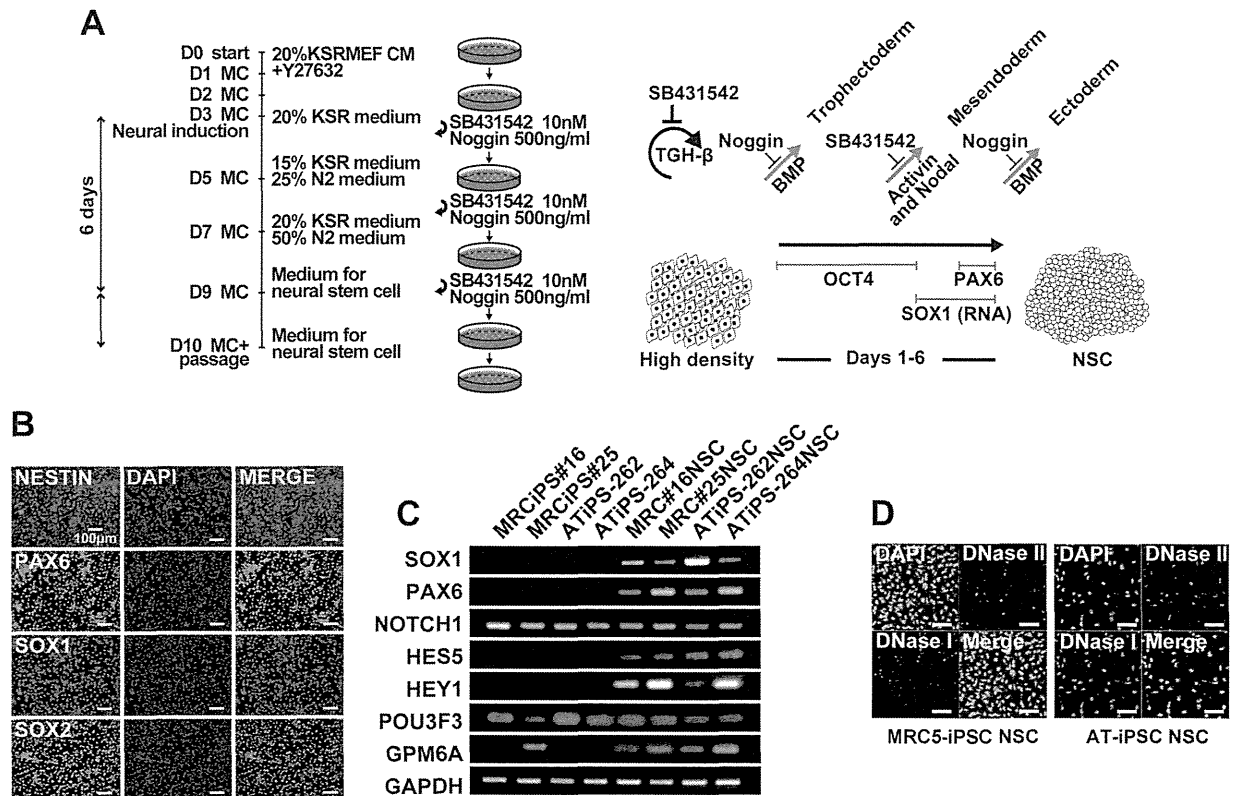 A
D0 start
20%KSRMEF CM
D1 MC
+Y27632
D2 MC
D3 MC
20% KSR medium
Neural induction
SB431542 10nM
Noggin 500ng/ml
15% KSR medium
D5 MC
25% N2 medium
6 days
SB431542 10nM
Noggin 500ng/ml
20% KSR medium
D7 MC
50% N2 medium
Medium for
D9 MC
neural stem cell
SB431542 10nM
Noggin 500ng/ml
D10 MC+
passage
Medium for
neural stem cell
SB431542
TGH-β
Noggin
BMP
Trophectoderm
SB431542
Activin
and Nodal
Mesendoderm
Noggin
BMP
Ectoderm
OCT4
PAX6
SOX1 (RNA)
High density
Days 1-6
NSC
B
NESTIN
DAPI
MERGE
100μm
PAX6
SOX1
SOX2
C
MRCiPS#16
MRCiPS#25
ATiPS-262
ATiPS-264
MRC#16NSC
MRC#25NSC
ATiPS-262NSC
ATiPS-264NSC
SOX1
PAX6
NOTCH1
HES5
HEY1
POU3F3
GPM6A
GAPDH
D
DAPI
DNase II
DNase I
Merge
MRC5-iPSC NSC
DAPI
DNase II
DNase I
Merge
AT-iPSC NSC